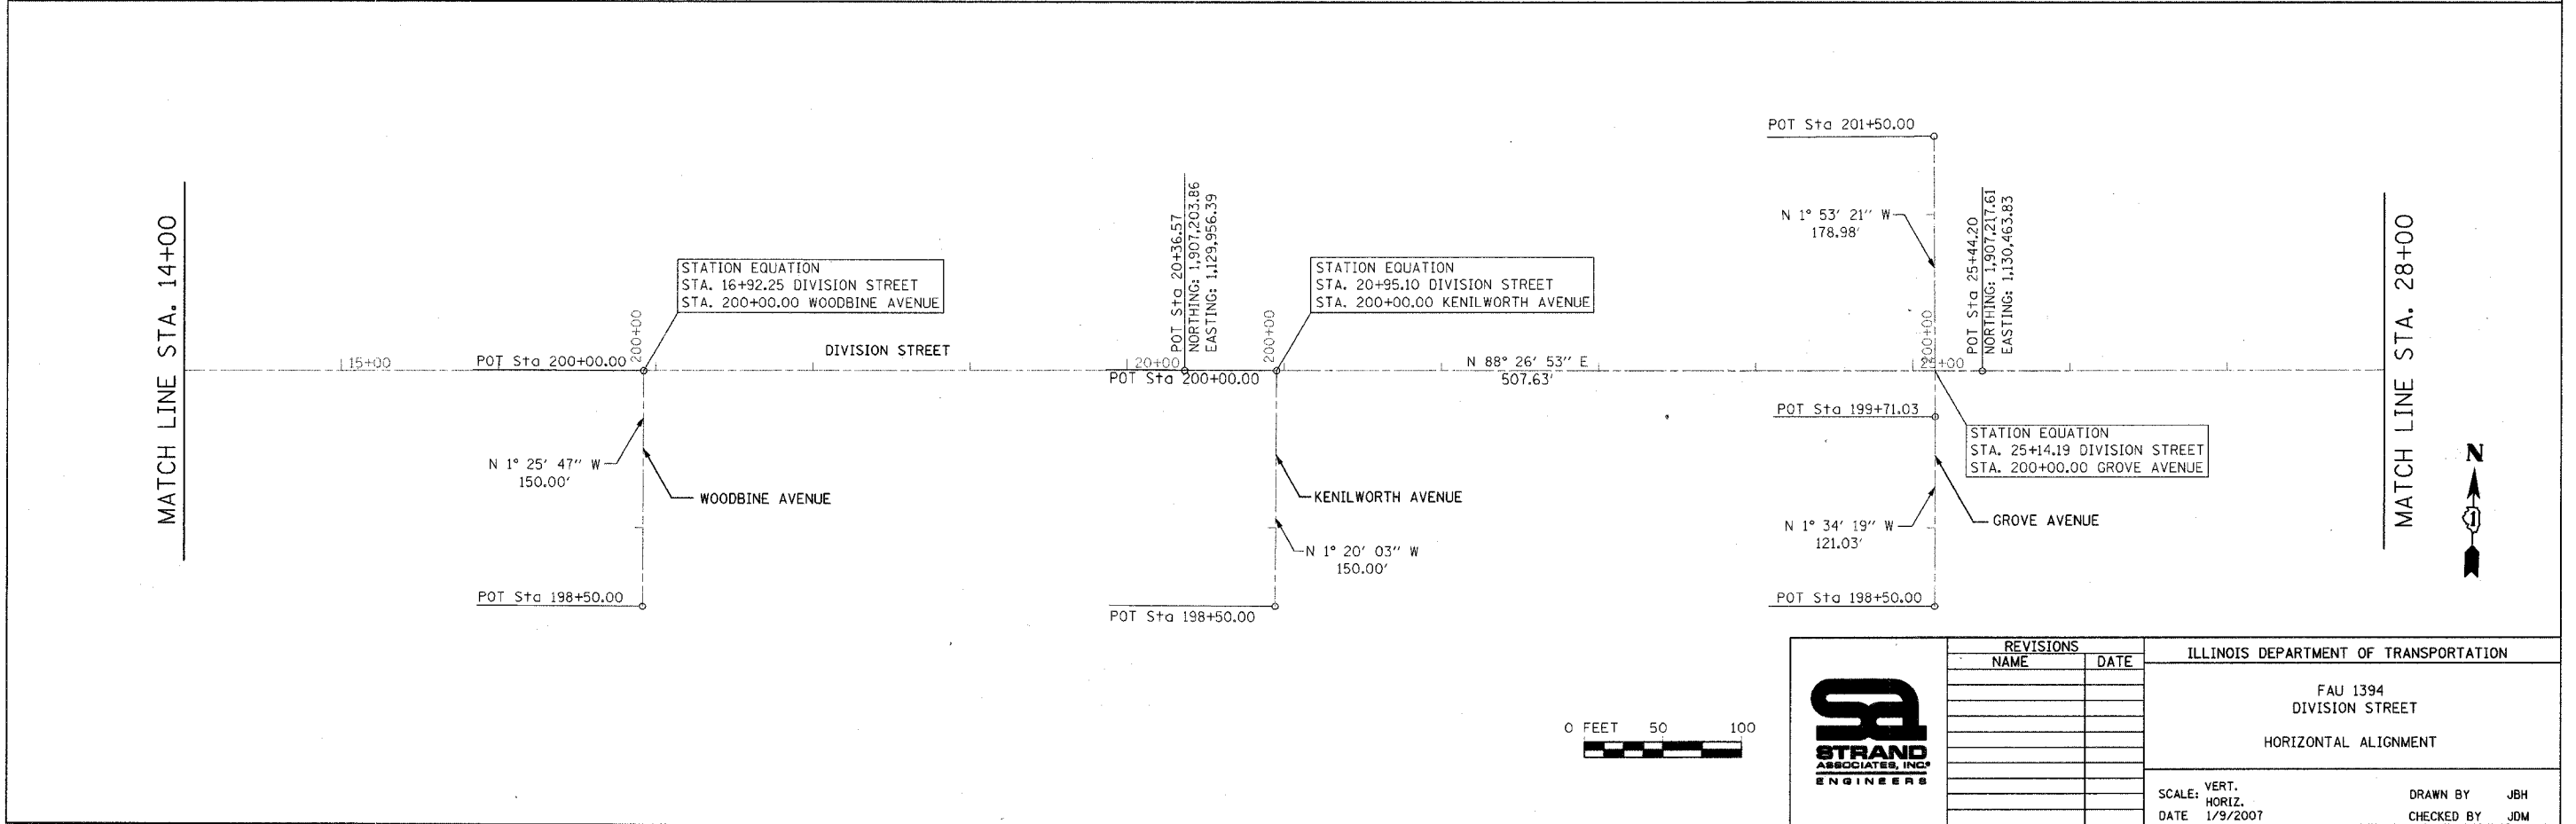 MATCH LINE STA. 14+00
15+00
POT Sta 200+00.00
200+00
STATION EQUATION
STA. 16+92.25 DIVISION STREET
STA. 200+00.00 WOODBINE AVENUE
DIVISION STREET
N 1° 25' 47" W
150.00'
WOODBINE AVENUE
POT Sta 198+50.00
20+00
POT Sta 20+36.57
NORTHING: 1,907,203.86
EASTING: 1,129,956.39
200+00
POT Sta 200+00.00
STATION EQUATION
STA. 20+95.10 DIVISION STREET
STA. 200+00.00 KENILWORTH AVENUE
N 88° 26' 53" E
507.63'
KENILWORTH AVENUE
N 1° 20' 03" W
150.00'
POT Sta 198+50.00
POT Sta 201+50.00
N 1° 53' 21" W
178.98'
200+00
25+00
POT Sta 25+44.20
NORTHING: 1,907,217.61
EASTING: 1,130,463.83
POT Sta 199+71.03
STATION EQUATION
STA. 25+14.19 DIVISION STREET
STA. 200+00.00 GROVE AVENUE
N 1° 34' 19" W
121.03'
GROVE AVENUE
POT Sta 198+50.00
MATCH LINE STA. 28+00
N
1
0 FEET 50 100
sa
STRAND
ASSOCIATES, INC.®
ENGINEERS
REVISIONS
NAME DATE
ILLINOIS DEPARTMENT OF TRANSPORTATION
FAU 1394
DIVISION STREET
HORIZONTAL ALIGNMENT
SCALE: VERT.
HORIZ.
DATE 1/9/2007
DRAWN BY JBH
CHECKED BY JDM